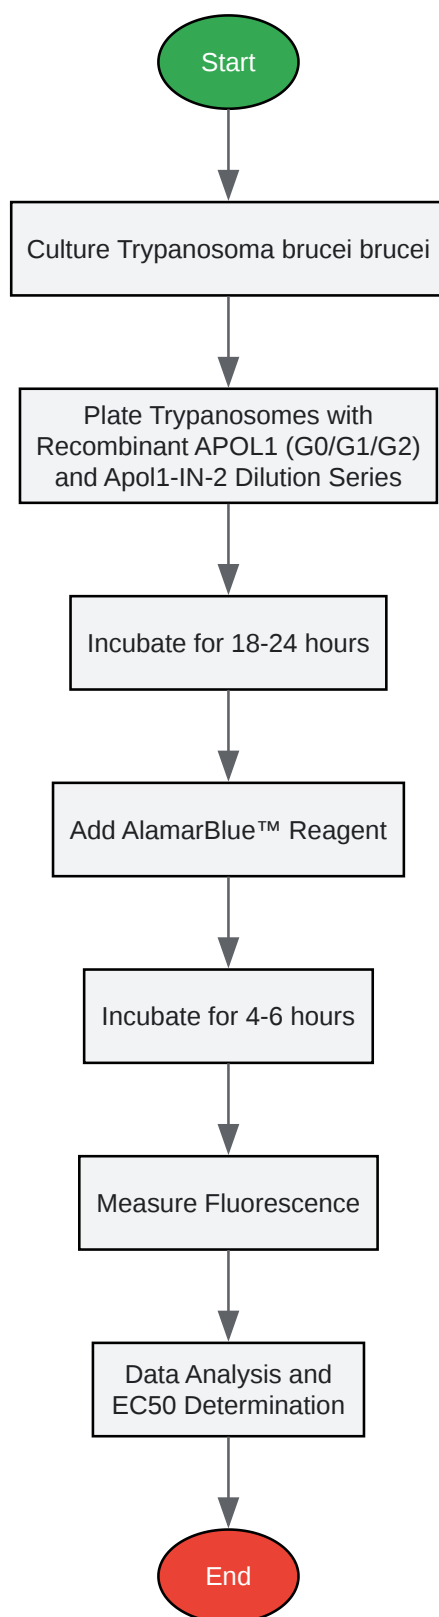 Start
Culture Trypanosoma brucei brucei
Plate Trypanosomes with
Recombinant APOL1 (G0/G1/G2)
and Apol1-IN-2 Dilution Series
Incubate for 18-24 hours
Add AlamarBlue™ Reagent
Incubate for 4-6 hours
Measure Fluorescence
Data Analysis and
EC50 Determination
End